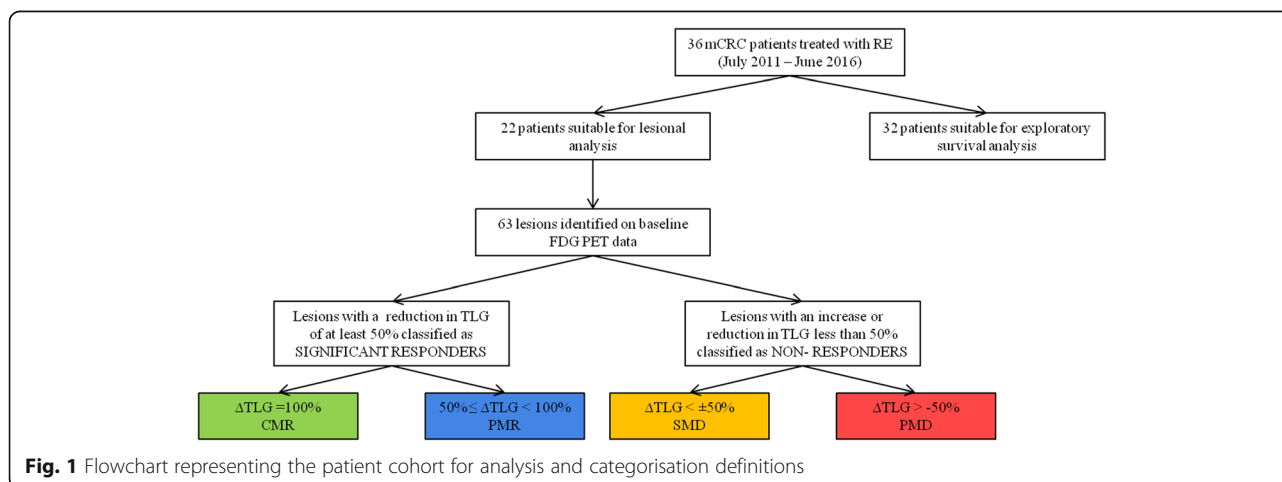 36 mCRC patients treated with RE
(July 2011 – June 2016)
22 patients suitable for lesional
analysis
32 patients suitable for exploratory
survival analysis
63 lesions identified on baseline
FDG PET data
Lesions with a reduction in TLG
of at least 50% classified as
SIGNIFICANT RESPONDERS
Lesions with an increase or
reduction in TLG less than 50%
classified as NON- RESPONDERS
ΔTLG =100%
CMR
50% ≤ ΔTLG < 100%
PMR
ΔTLG < ±50%
SMD
ΔTLG > -50%
PMD
Fig. 1 Flowchart representing the patient cohort for analysis and categorisation definitions